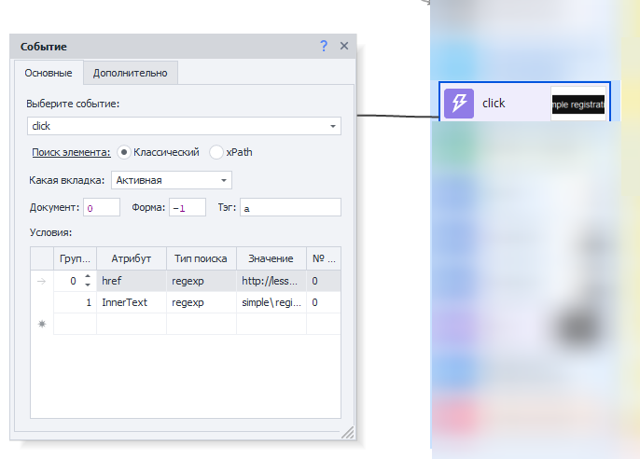 Событие ? ×
Основные Дополнительно
Выберите событие:
click
Поиск элемента: Классический xPath
Какая вкладка: Активная
Документ: 0 Форма: -1 Тэг: a
Условия:
Груп... Атрибут Тип поиска Значение № ...
0 href regexp http://less... 0
1 InnerText regexp simple\ regi... 0
click
mple registrati